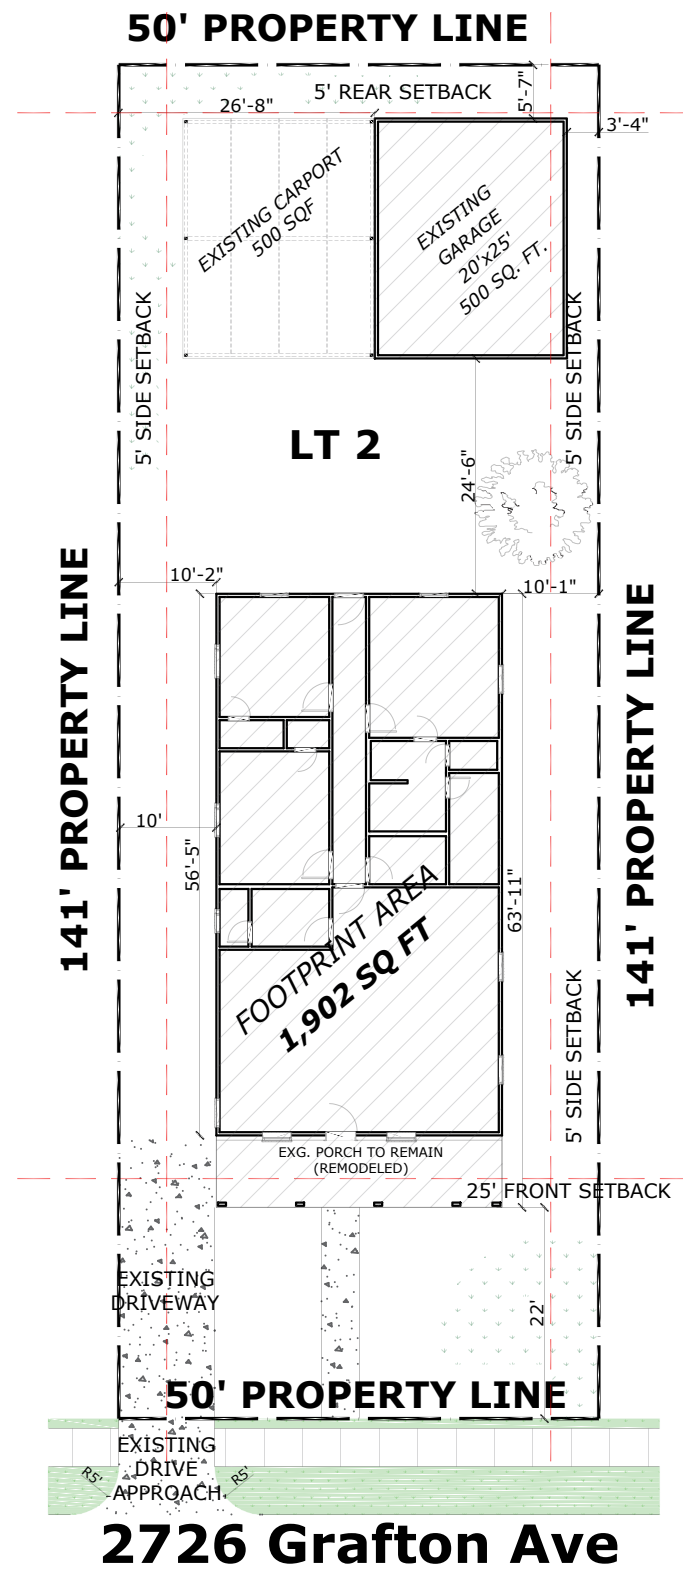 50' PROPERTY LINE
5' REAR SETBACK
5'-7"
26'-8"
3'-4"
EXISTING CARPORT
500 SQF
EXISTING
GARAGE
20'x25'
500 SQ. FT.
5' SIDE SETBACK
5' SIDE SETBACK
LT 2
24'-6"
10'-2"
10'-1"
141' PROPERTY LINE
141' PROPERTY LINE
10'
56'-5"
63'-11"
FOOTPRINT AREA
1,902 SQ FT
5' SIDE SETBACK
EXG. PORCH TO REMAIN
(REMODELED)
25' FRONT SETBACK
EXISTING
DRIVEWAY
22'
50' PROPERTY LINE
EXISTING
DRIVE
APPROACH
R5'
R5'
2726 Grafton Ave